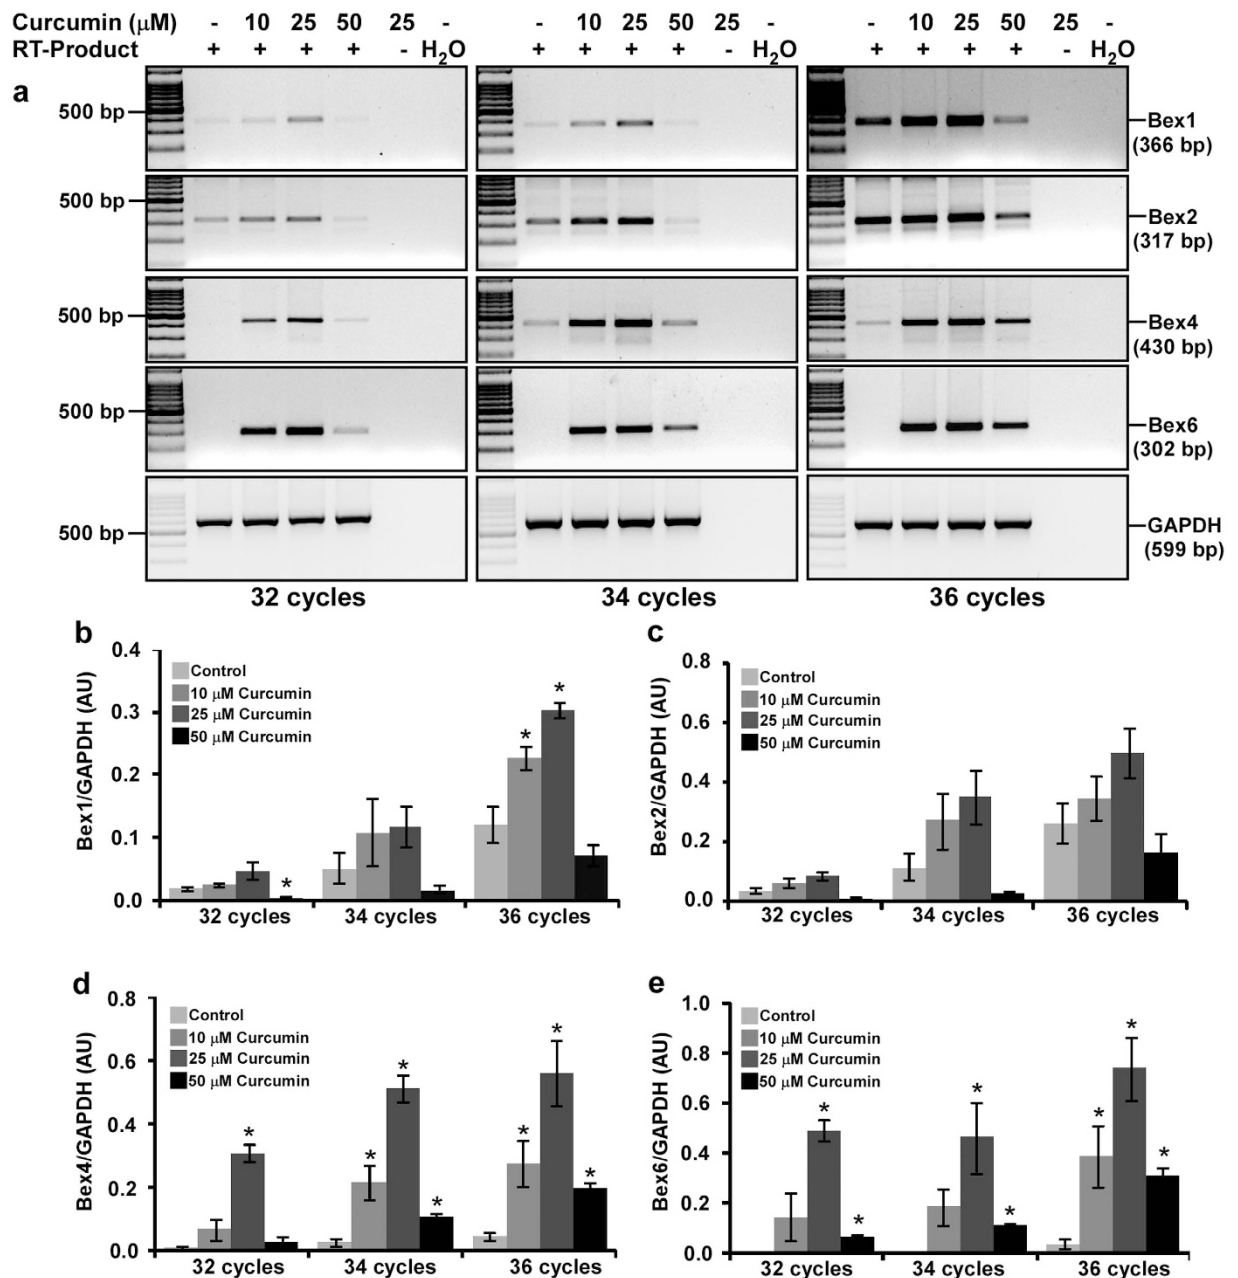 Curcumin (μM) - 10 25 50 25 - - 10 25 50 25 - - 10 25 50 25 -
RT-Product + + + + - H2O + + + + - H2O + + + + - H2O
a
500 bp
Bex1
(366 bp)
500 bp
Bex2
(317 bp)
500 bp
Bex4
(430 bp)
500 bp
Bex6
(302 bp)
500 bp
GAPDH
(599 bp)
32 cycles 34 cycles 36 cycles
b
Bex1/GAPDH (AU)
0.4
0.3
0.2
0.1
0.0
Control
10 μM Curcumin
25 μM Curcumin
50 μM Curcumin
* * *
32 cycles 34 cycles 36 cycles
c
Bex2/GAPDH (AU)
0.8
0.6
0.4
0.2
0.0
Control
10 μM Curcumin
25 μM Curcumin
50 μM Curcumin
32 cycles 34 cycles 36 cycles
d
Bex4/GAPDH (AU)
0.8
0.6
0.4
0.2
0.0
Control
10 μM Curcumin
25 μM Curcumin
50 μM Curcumin
* * * * * * *
32 cycles 34 cycles 36 cycles
e
Bex6/GAPDH (AU)
1.0
0.8
0.6
0.4
0.2
0.0
Control
10 μM Curcumin
25 μM Curcumin
50 μM Curcumin
* * * * * * *
32 cycles 34 cycles 36 cycles